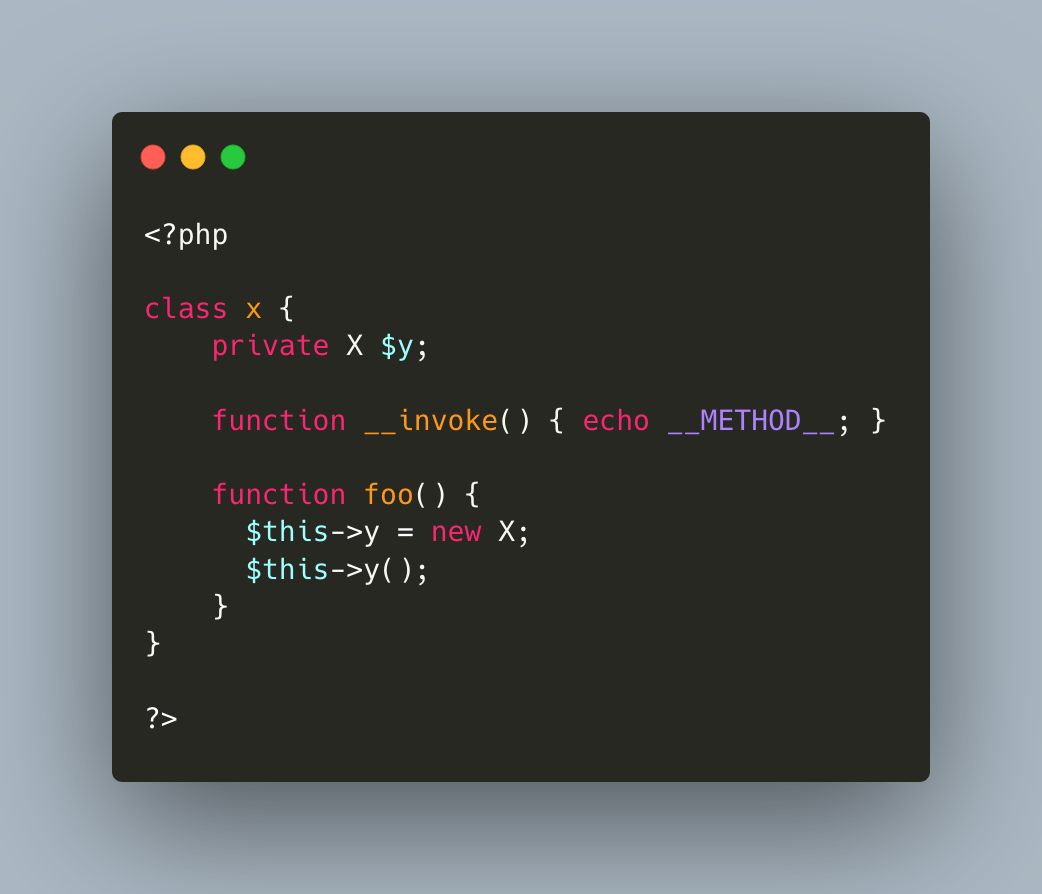 <?php
class x {
    private X $y;
    function __invoke() { echo __METHOD__; }
    function foo() {
      $this->y = new X;
      $this->y();
    }
}
?>